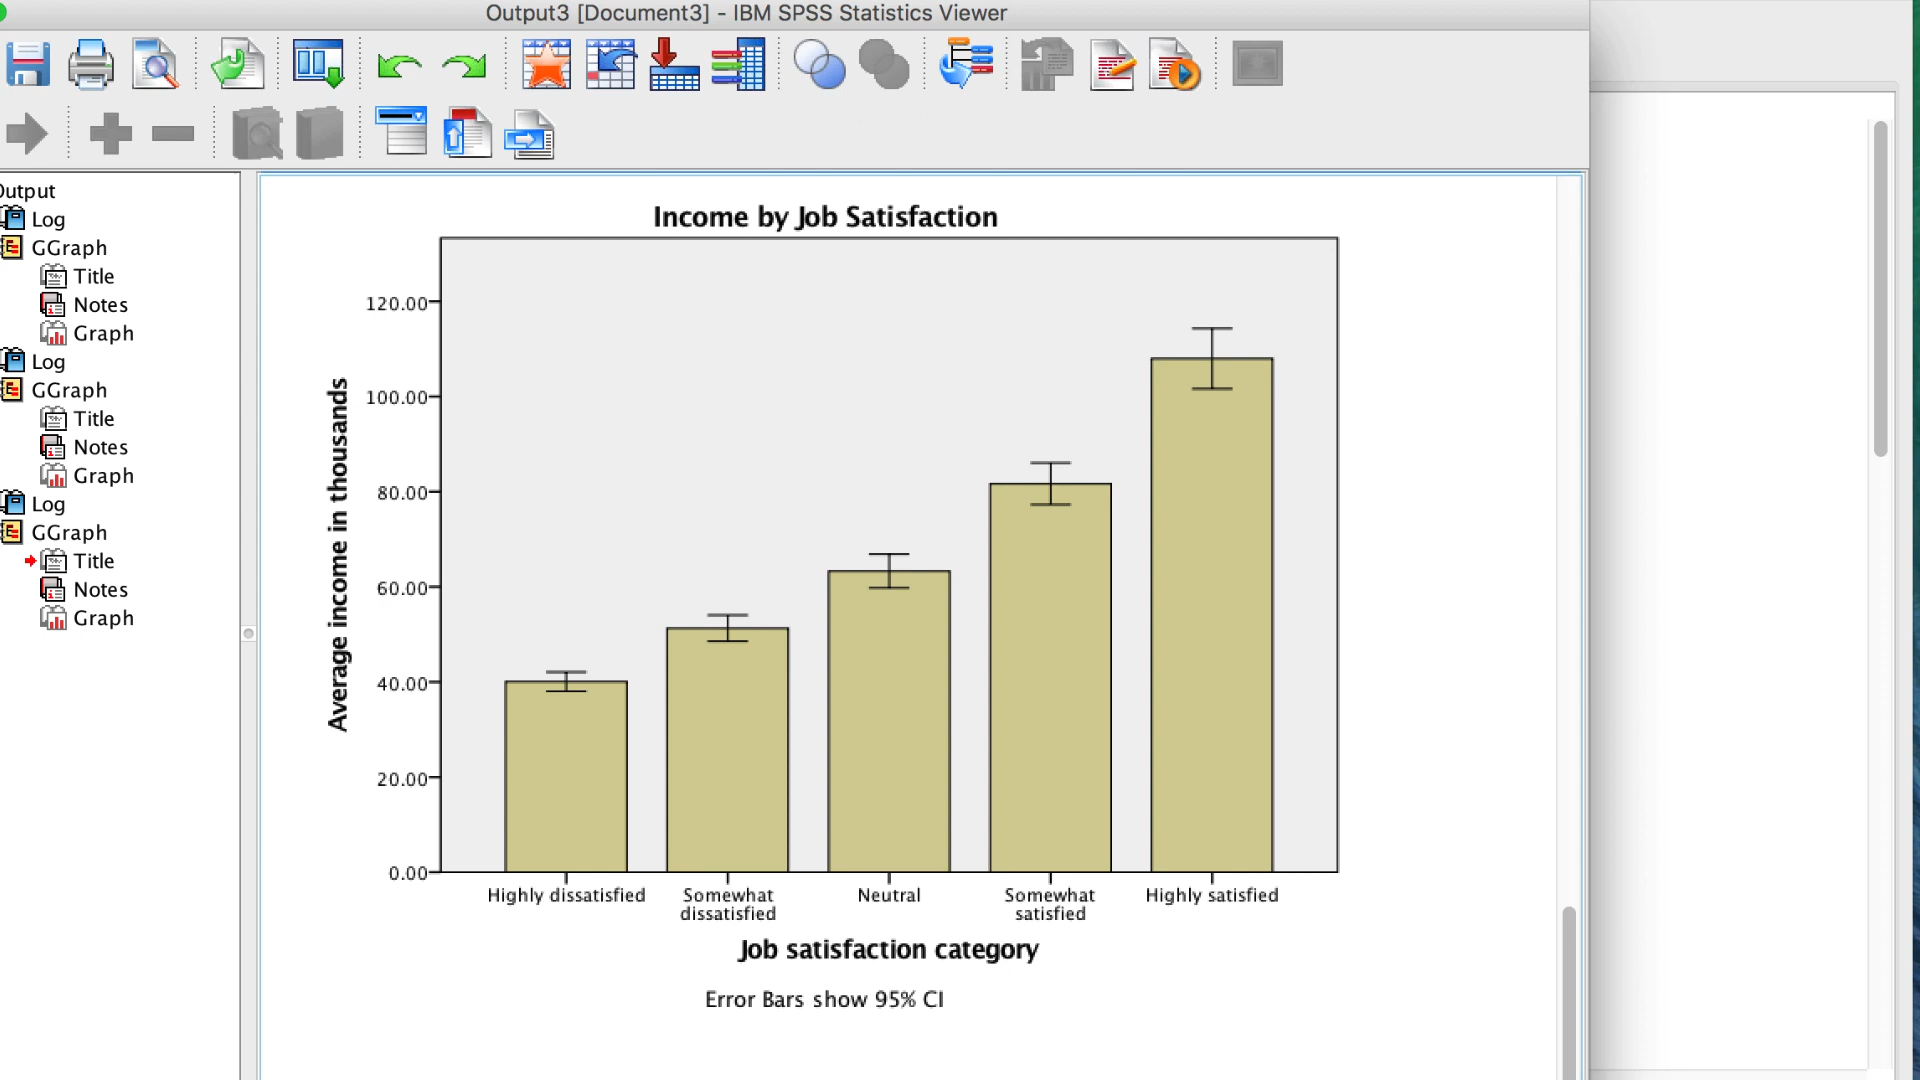 Output3 [Document3] - IBM SPSS Statistics Viewer
Output
Log
GGraph
Title
Notes
Graph
Log
GGraph
Title
Notes
Graph
Log
GGraph
Title
Notes
Graph
Income by Job Satisfaction
Average income in thousands
120.00
100.00
80.00
60.00
40.00
20.00
0.00
Highly dissatisfied
Somewhat
dissatisfied
Neutral
Somewhat
satisfied
Highly satisfied
Job satisfaction category
Error Bars show 95% CI